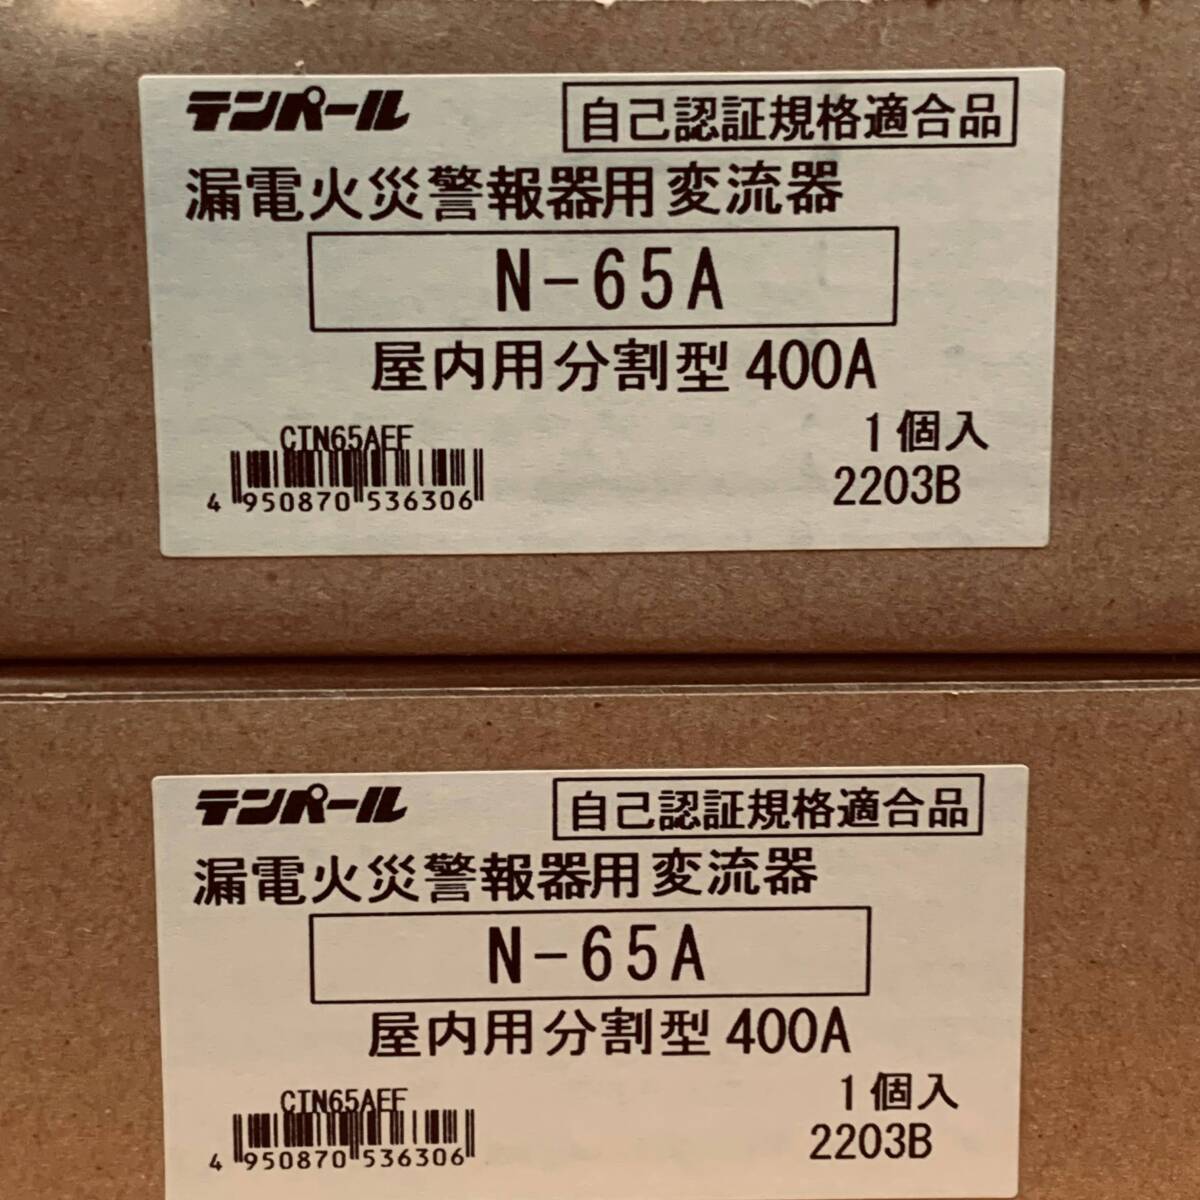 テンパール
自己認証規格適合品
漏電火災警報器用変流器
N-65A
屋内用分割型 400A
CTN65AFF
1個入
4 950870 536306
2203B
テンパール
自己認証規格適合品
漏電火災警報器用変流器
N-65A
屋内用分割型 400A
CTN65AFF
1個入
4 950870 536306
2203B